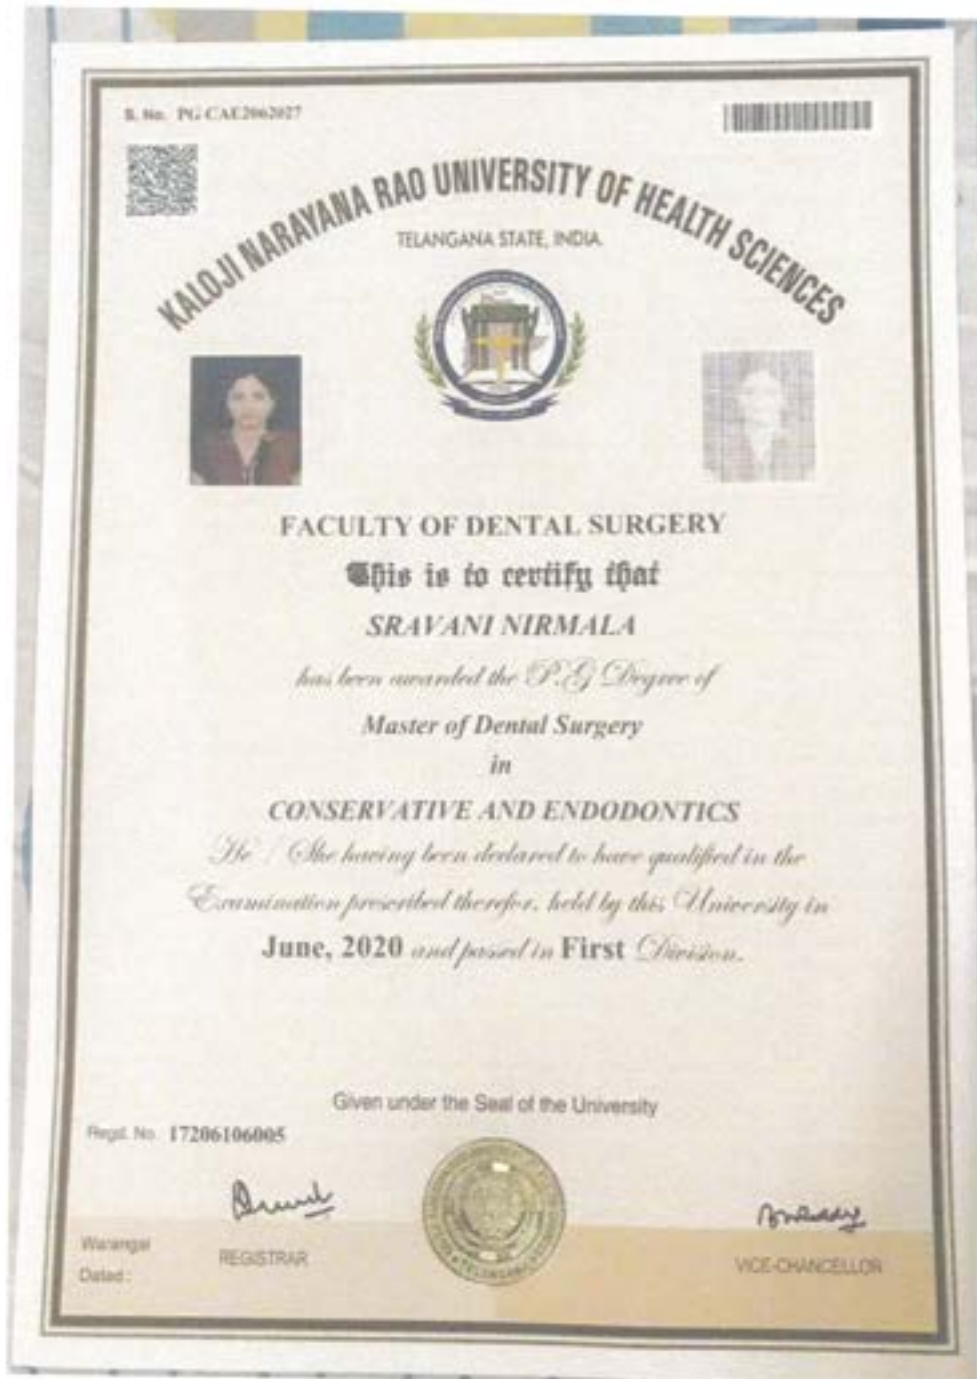 S. No. PG-CAE2062027
KALOJI NARAYANA RAO UNIVERSITY OF HEALTH SCIENCES
TELANGANA STATE, INDIA.
FACULTY OF DENTAL SURGERY
This is to certify that
SRAVANI NIRMALA
has been awarded the P.G Degree of
Master of Dental Surgery
in
CONSERVATIVE AND ENDODONTICS
He / She having been declared to have qualified in the
Examination prescribed therefor, held by this University in
June, 2020 and passed in First Division.
Given under the Seal of the University
Regd. No. 17206106005
Warangal
Dated :
REGISTRAR
VICE-CHANCELLOR